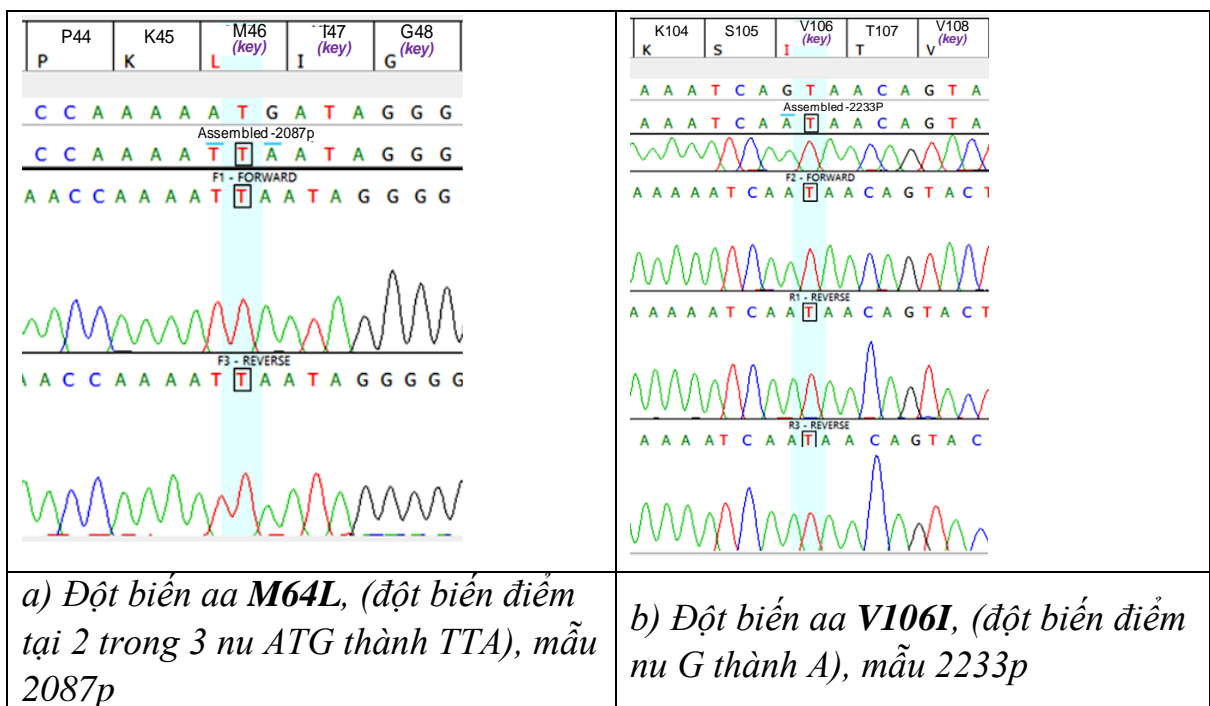 P44 K45 M46 I47 G48
(key) (key) (key)
P K L I G
C C A A A A A T G A T A G G G
Assembled-2087p
C C A A A A T T A A T A G G G
F1 - FORWARD
A A C C A A A A T T A A T A G G G G
F3 - REVERSE
A A C C A A A A T T A A T A G G G G G
a) Đột biến aa M64L, (đột biến điểm
tại 2 trong 3 nu ATG thành TTA), mẫu
2087p
K104 S105 V106 T107 V108
(key) (key)
K S I T V
A A A T C A G T A A C A G T A
Assembled-2233P
A A A T C A A T A A C A G T A
F2 - FORWARD
A A A A A T C A A T A A C A G T A C T
R1 - REVERSE
A A A A A T C A A T A A C A G T A C T
R3 - REVERSE
A A A A T C A A T A A C A G T A C
b) Đột biến aa V106I, (đột biến điểm
nu G thành A), mẫu 2233p